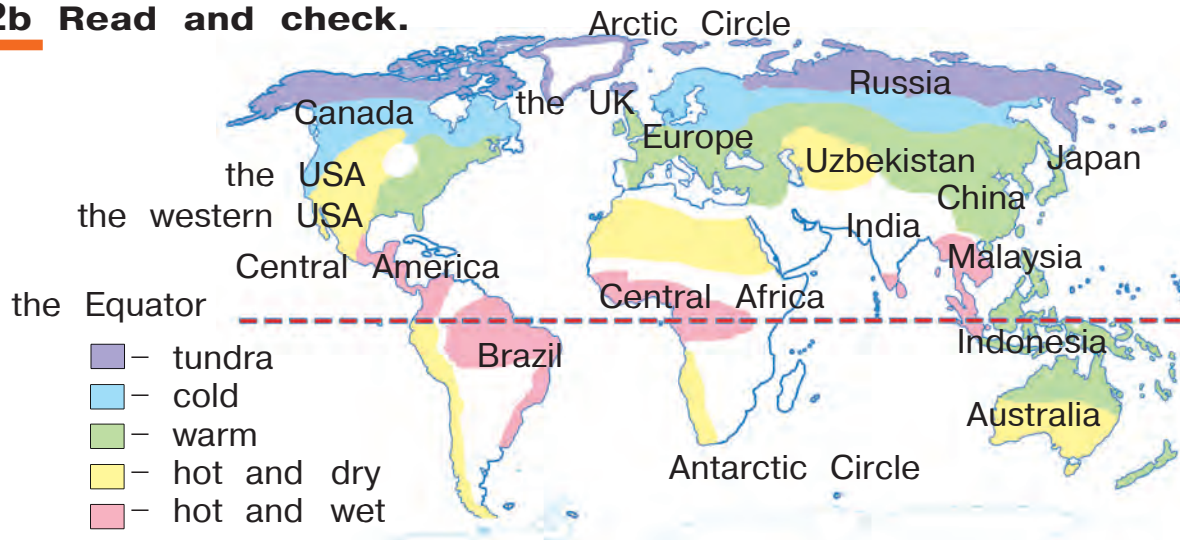 2b Read and check.
Arctic Circle
Russia
Canada
the UK
Europe
Uzbekistan
Japan
the USA
China
the western USA
India
Malaysia
Central America
Central Africa
the Equator
Indonesia
Brazil
– tundra
– cold
– warm
– hot and dry
– hot and wet
Australia
Antarctic Circle